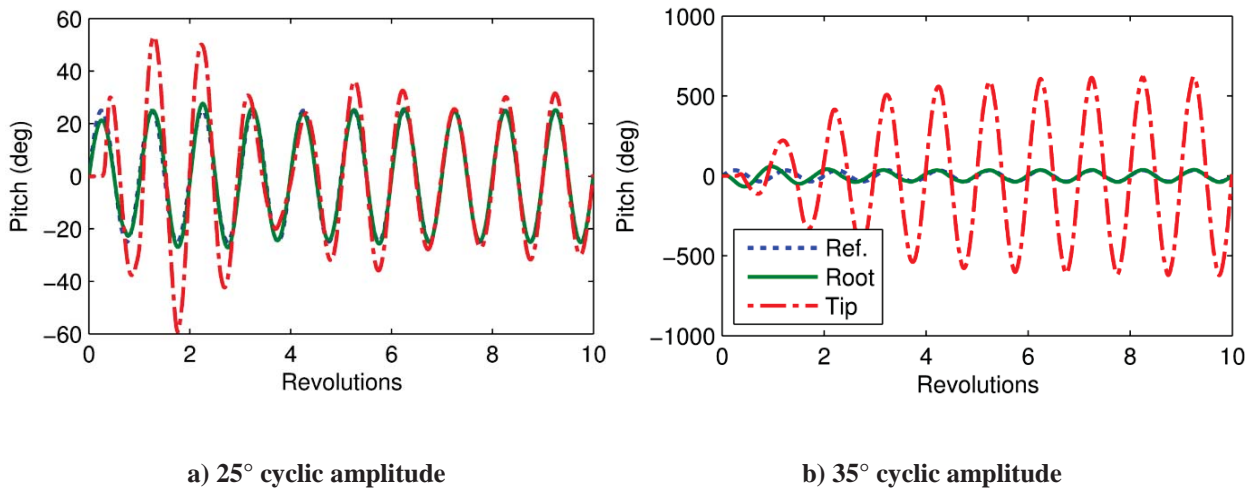 60
40
20
0
−20
−40
−60
Pitch (deg)
0 2 4 6 8 10
Revolutions
a) 25° cyclic amplitude
1000
500
0
−500
−1000
Pitch (deg)
Ref.
Root
Tip
0 2 4 6 8 10
Revolutions
b) 35° cyclic amplitude